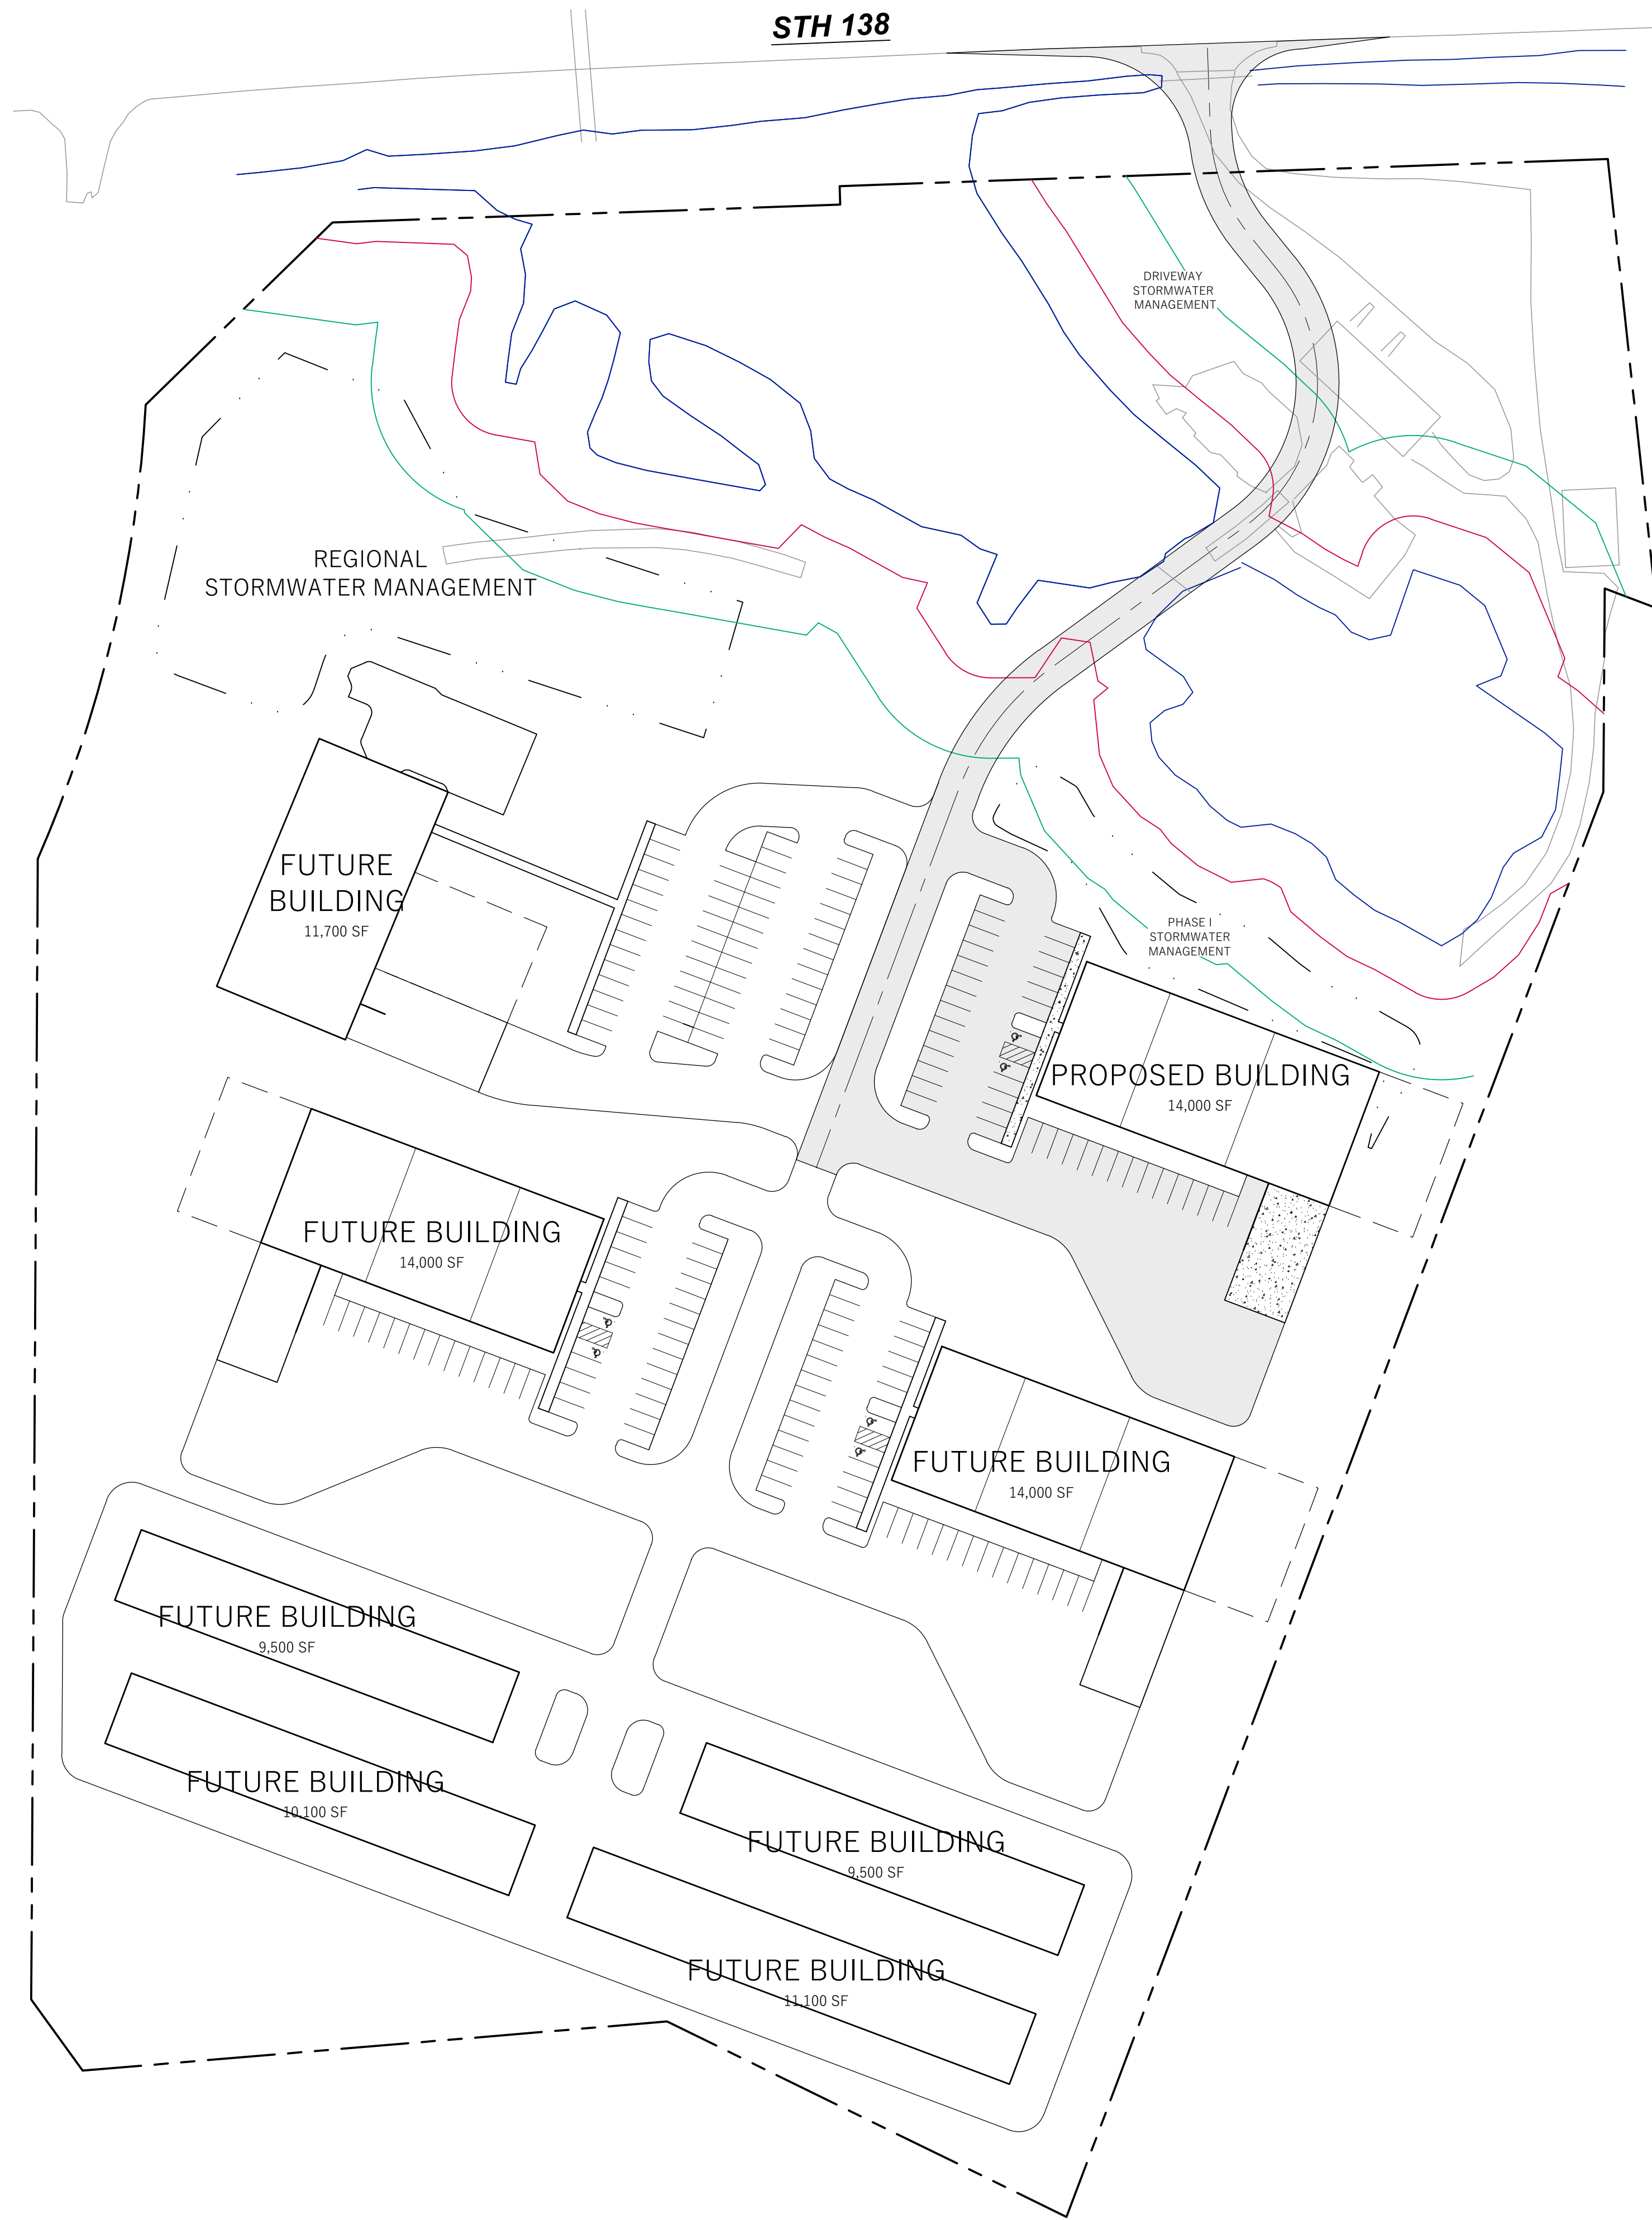 STH 138
DRIVEWAY
STORMWATER
MANAGEMENT
REGIONAL
STORMWATER MANAGEMENT
FUTURE
BUILDING
11,700 SF
PHASE I
STORMWATER
MANAGEMENT
PROPOSED BUILDING
14,000 SF
FUTURE BUILDING
14,000 SF
FUTURE BUILDING
14,000 SF
FUTURE BUILDING
9,500 SF
FUTURE BUILDING
10,100 SF
FUTURE BUILDING
9,500 SF
FUTURE BUILDING
11,100 SF